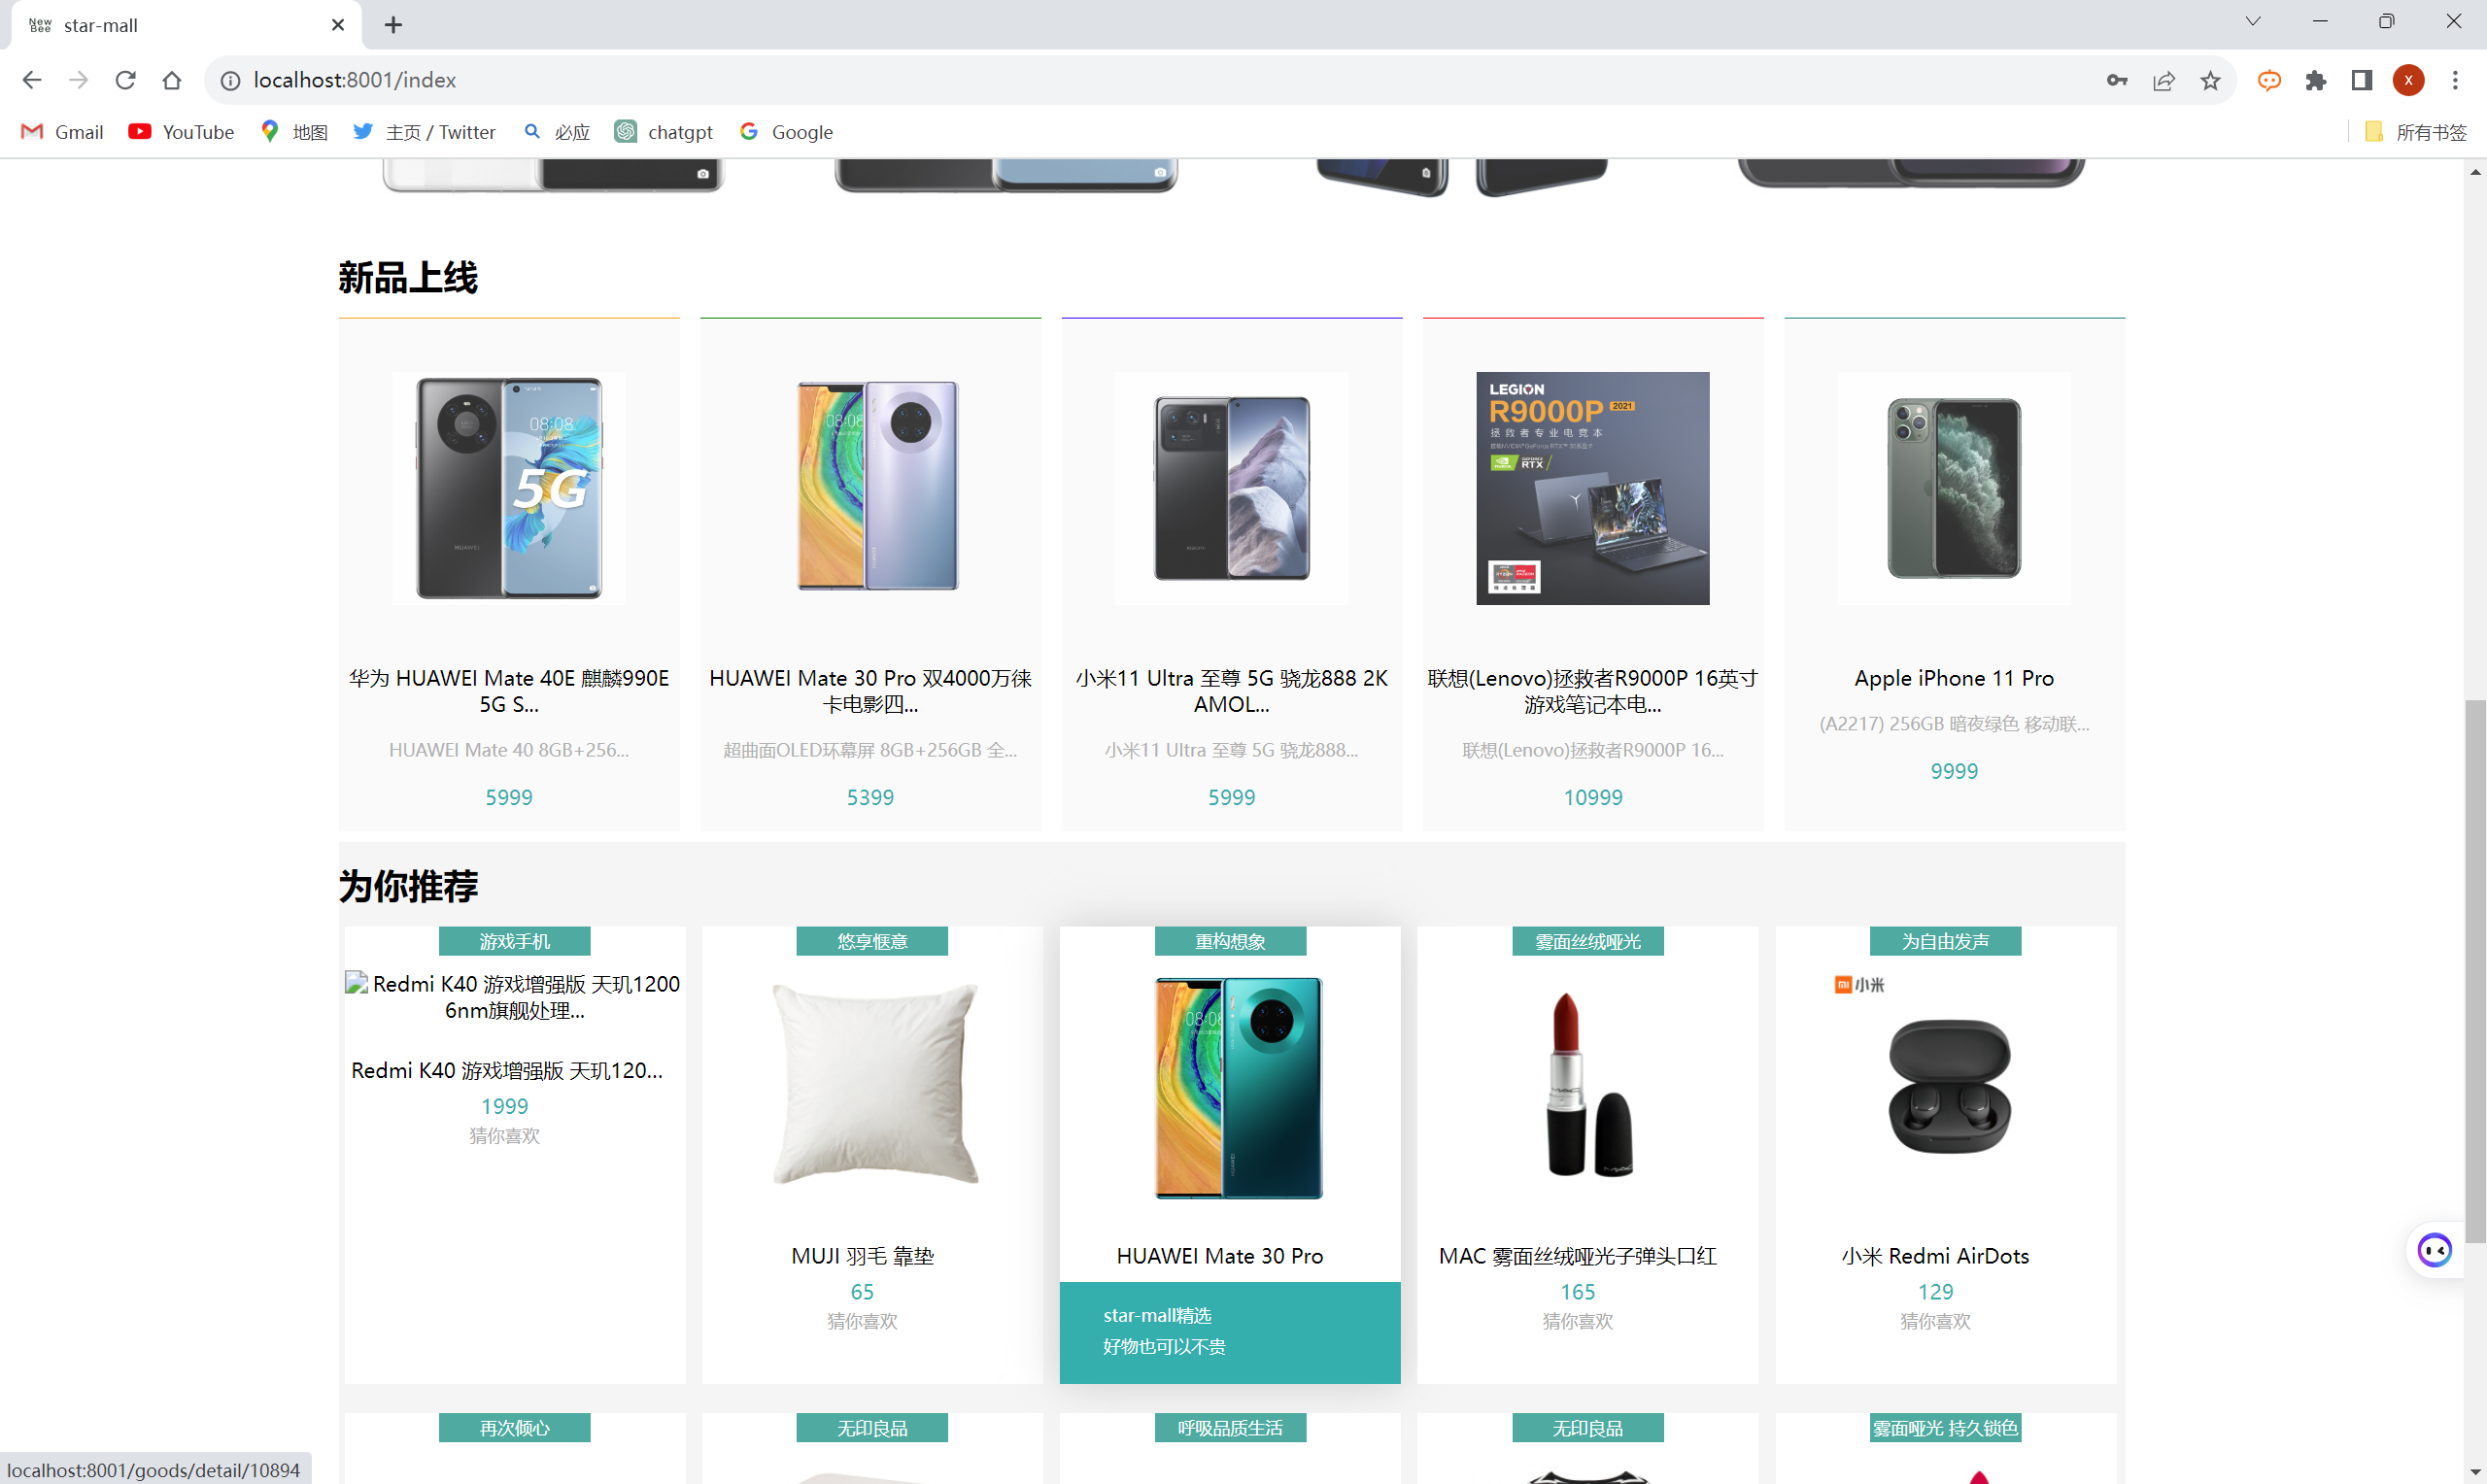 New Bee star-mall
localhost:8001/index
X
Gmail YouTube 地图 主页 / Twitter 必应 chatgpt Google 所有书签
新品上线
08:08
5G
HUAWEI
LEGION
R9000P 2021
拯救者专业电竞本
RTX
华为 HUAWEI Mate 40E 麒麟990E
5G S...
HUAWEI Mate 40 8GB+256...
5999
HUAWEI Mate 30 Pro 双4000万徕
卡电影四...
超曲面OLED环幕屏 8GB+256GB 全...
5399
小米11 Ultra 至尊 5G 骁龙888 2K
AMOL...
小米11 Ultra 至尊 5G 骁龙888...
5999
联想(Lenovo)拯救者R9000P 16英寸
游戏笔记本电...
联想(Lenovo)拯救者R9000P 16...
10999
Apple iPhone 11 Pro
(A2217) 256GB 暗夜绿色 移动联...
9999
为你推荐
游戏手机
Redmi K40 游戏增强版 天玑1200
6nm旗舰处理...
Redmi K40 游戏增强版 天玑120...
1999
猜你喜欢
悠享惬意
MUJI 羽毛 靠垫
65
猜你喜欢
重构想象
HUAWEI Mate 30 Pro
star-mall精选
好物也可以不贵
雾面丝绒哑光
MAC 雾面丝绒哑光子弹头口红
165
猜你喜欢
为自由发声
小米
小米 Redmi AirDots
129
猜你喜欢
再次倾心
无印良品
呼吸品质生活
无印良品
雾面哑光 持久锁色
localhost:8001/goods/detail/10894